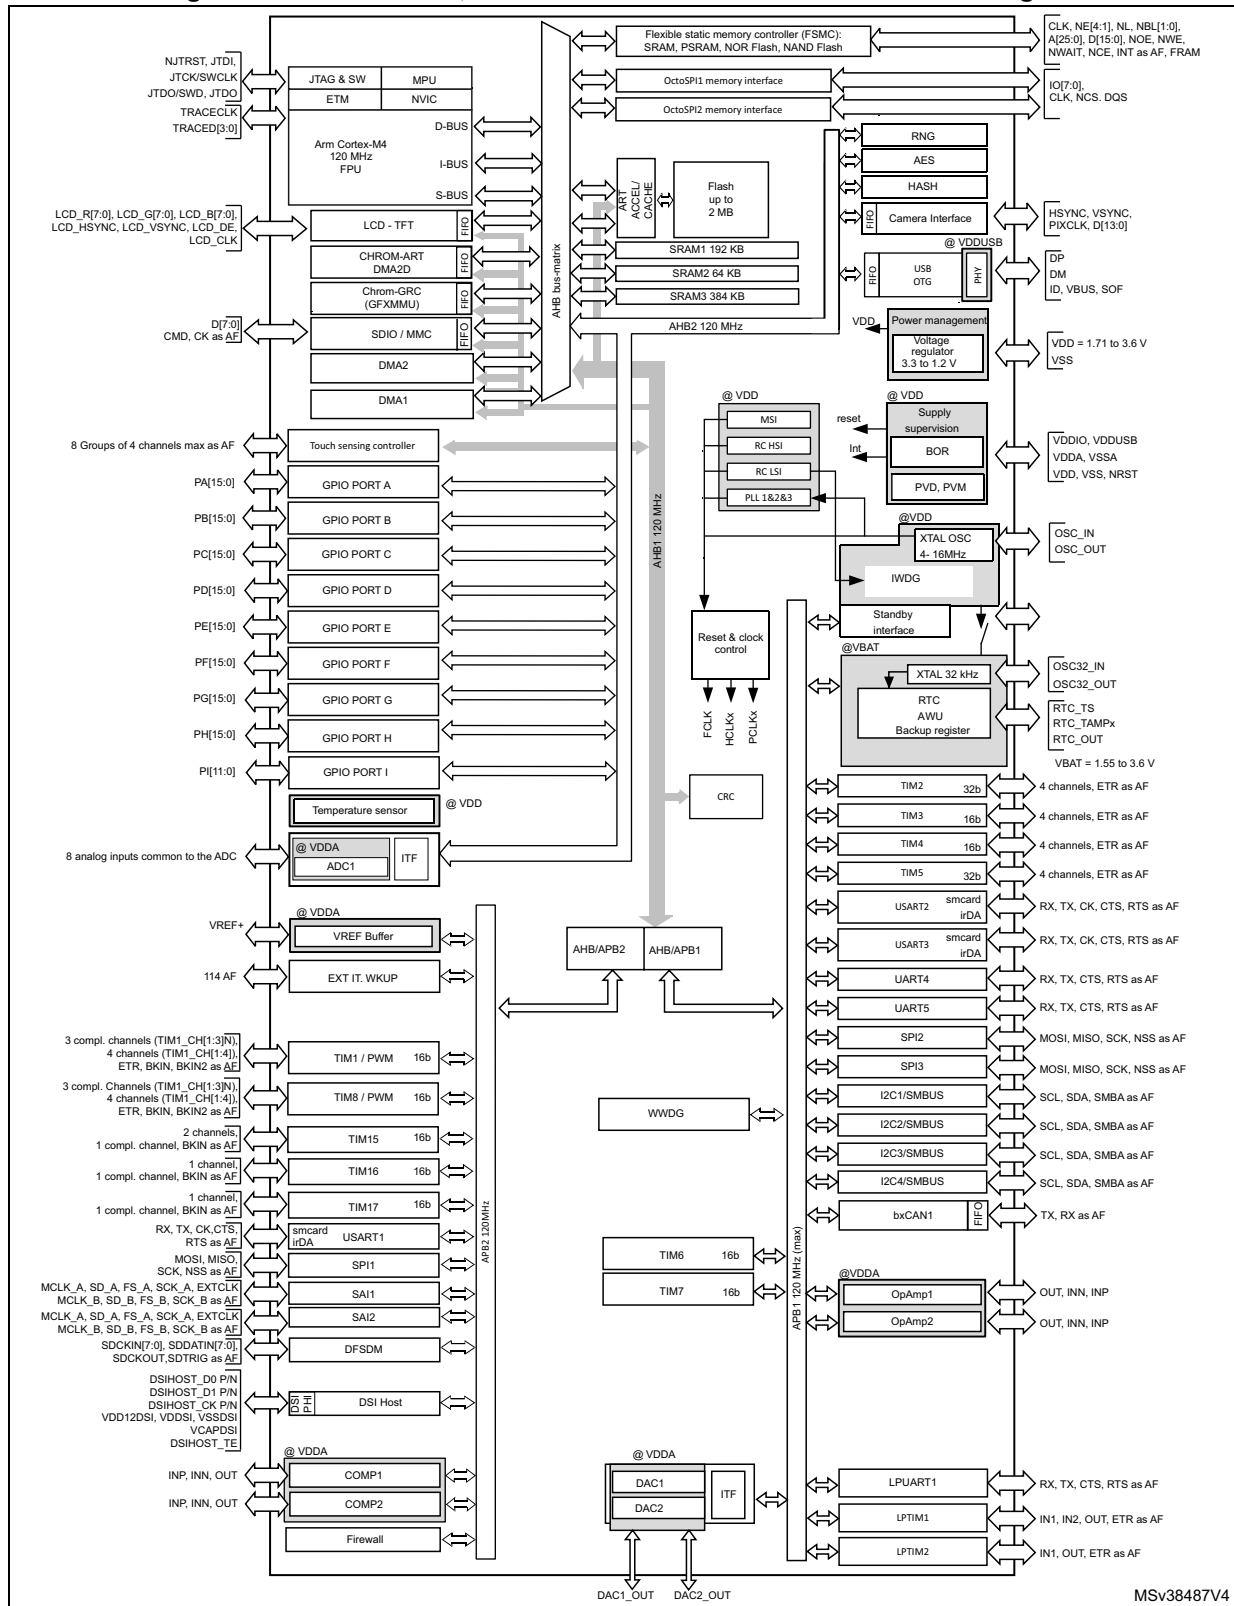 CLK, NE[4:1], NL, NBL[1:0],
A[25:0], D[15:0], NOE, NWE,
NWAIT, NCE, INT as AF, FRAM
Flexible static memory controller (FSMC):
SRAM, PSRAM, NOR Flash, NAND Flash
NJTRST, JTDI,
JTCK/SWCLK
JTDO/SWD, JTDO
TRACECLK
TRACED[3:0]
JTAG & SW
MPU
ETM
NVIC
Arm Cortex-M4
120 MHz
FPU
D-BUS
I-BUS
S-BUS
OctoSPI1 memory interface
OctoSPI2 memory interface
IO[7:0],
CLK, NCS. DQS
RNG
AES
HASH
FIFO
Camera Interface
HSYNC, VSYNC,
PIXCLK, D[13:0]
ART
ACCEL/
CACHE
Flash
up to
2 MB
@ VDDUSB
FIFO
USB
OTG
PHY
DP
DM
ID, VBUS, SOF
LCD_R[7:0], LCD_G[7:0], LCD_B[7:0],
LCD_HSYNC, LCD_VSYNC, LCD_DE,
LCD_CLK
LCD - TFT
FIFO
CHROM-ART
DMA2D
FIFO
Chrom-GRC
(GFXMMU)
FIFO
D[7:0]
CMD, CK as AF
SDIO / MMC
FIFO
DMA2
DMA1
AHB bus-matrix
SRAM1 192 KB
SRAM2 64 KB
SRAM3 384 KB
AHB2 120 MHz
VDD
Power management
Voltage
regulator
3.3 to 1.2 V
VDD = 1.71 to 3.6 V
VSS
@ VDD
MSI
RC HSI
RC LSI
PLL 1&2&3
@ VDD
reset
Int
Supply
supervision
BOR
PVD, PVM
VDDIO, VDDUSB
VDDA, VSSA
VDD, VSS, NRST
8 Groups of 4 channels max as AF
Touch sensing controller
PA[15:0]
GPIO PORT A
PB[15:0]
GPIO PORT B
PC[15:0]
GPIO PORT C
PD[15:0]
GPIO PORT D
PE[15:0]
GPIO PORT E
PF[15:0]
GPIO PORT F
PG[15:0]
GPIO PORT G
PH[15:0]
GPIO PORT H
PI[11:0]
GPIO PORT I
AHB1 120 MHz
@VDD
XTAL OSC
4- 16MHz
IWDG
OSC_IN
OSC_OUT
Standby
interface
Reset & clock
control
FCLK
HCLKx
PCLKx
@VBAT
XTAL 32 kHz
RTC
AWU
Backup register
OSC32_IN
OSC32_OUT
RTC_TS
RTC_TAMPx
RTC_OUT
VBAT = 1.55 to 3.6 V
Temperature sensor
@ VDD
CRC
8 analog inputs common to the ADC
@ VDDA
ADC1
ITF
VREF+
@ VDDA
VREF Buffer
114 AF
EXT IT. WKUP
AHB/APB2
AHB/APB1
TIM2
32b
4 channels, ETR as AF
TIM3
16b
4 channels, ETR as AF
TIM4
16b
4 channels, ETR as AF
TIM5
32b
4 channels, ETR as AF
USART2
smcard
irDA
RX, TX, CK, CTS, RTS as AF
USART3
smcard
irDA
RX, TX, CK, CTS, RTS as AF
UART4
RX, TX, CTS, RTS as AF
UART5
RX, TX, CTS, RTS as AF
SPI2
MOSI, MISO, SCK, NSS as AF
SPI3
MOSI, MISO, SCK, NSS as AF
I2C1/SMBUS
SCL, SDA, SMBA as AF
I2C2/SMBUS
SCL, SDA, SMBA as AF
I2C3/SMBUS
SCL, SDA, SMBA as AF
I2C4/SMBUS
SCL, SDA, SMBA as AF
bxCAN1
FIFO
TX, RX as AF
3 compl. channels (TIM1_CH[1:3]N),
4 channels (TIM1_CH[1:4]),
ETR, BKIN, BKIN2 as AF
TIM1 / PWM
16b
3 compl. Channels (TIM1_CH[1:3]N),
4 channels (TIM1_CH[1:4]),
ETR, BKIN, BKIN2 as AF
TIM8 / PWM
16b
2 channels,
1 compl. channel, BKIN as AF
TIM15
16b
1 channel,
1 compl. channel, BKIN as AF
TIM16
16b
1 channel,
1 compl. channel, BKIN as AF
TIM17
16b
RX, TX, CK,CTS,
RTS as AF
smcard
irDA
USART1
MOSI, MISO,
SCK, NSS as AF
SPI1
MCLK_A, SD_A, FS_A, SCK_A, EXTCLK
MCLK_B, SD_B, FS_B, SCK_B as AF
SAI1
MCLK_A, SD_A, FS_A, SCK_A, EXTCLK
MCLK_B, SD_B, FS_B, SCK_B as AF
SAI2
SDCKIN[7:0], SDDATIN[7:0],
SDCKOUT,SDTRIG as AF
DFSDM
DSIHOST_D0 P/N
DSIHOST_D1 P/N
DSIHOST_CK P/N
VDD12DSI, VDDSI, VSSDSI
VCAPDSI
DSIHOST_TE
DSI
PHI
DSI Host
@ VDDA
INP, INN, OUT
COMP1
INP, INN, OUT
COMP2
Firewall
APB2 120MHz
WWDG
TIM6
16b
TIM7
16b
APB1 120 MHz (max)
@VDDA
OpAmp1
OUT, INN, INP
OpAmp2
OUT, INN, INP
@ VDDA
DAC1
DAC2
ITF
DAC1_OUT
DAC2_OUT
LPUART1
RX, TX, CTS, RTS as AF
LPTIM1
IN1, IN2, OUT, ETR as AF
LPTIM2
IN1, OUT, ETR as AF
MSv38487V4